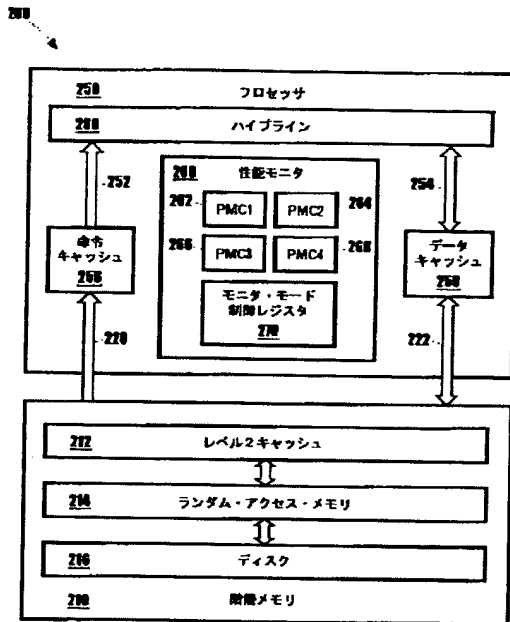 200
250 プロセッサ
280 パイプライン
252
260 性能モニタ
254
262 PMC1 PMC2 264
命令
キャッシュ
256
266 PMC3 PMC4 268
データ
キャッシュ
258
モニタ・モード
制御レジスタ
270
220
222
212 レベル2キャッシュ
214 ランダム・アクセス・メモリ
216 ディスク
210 階層メモリ